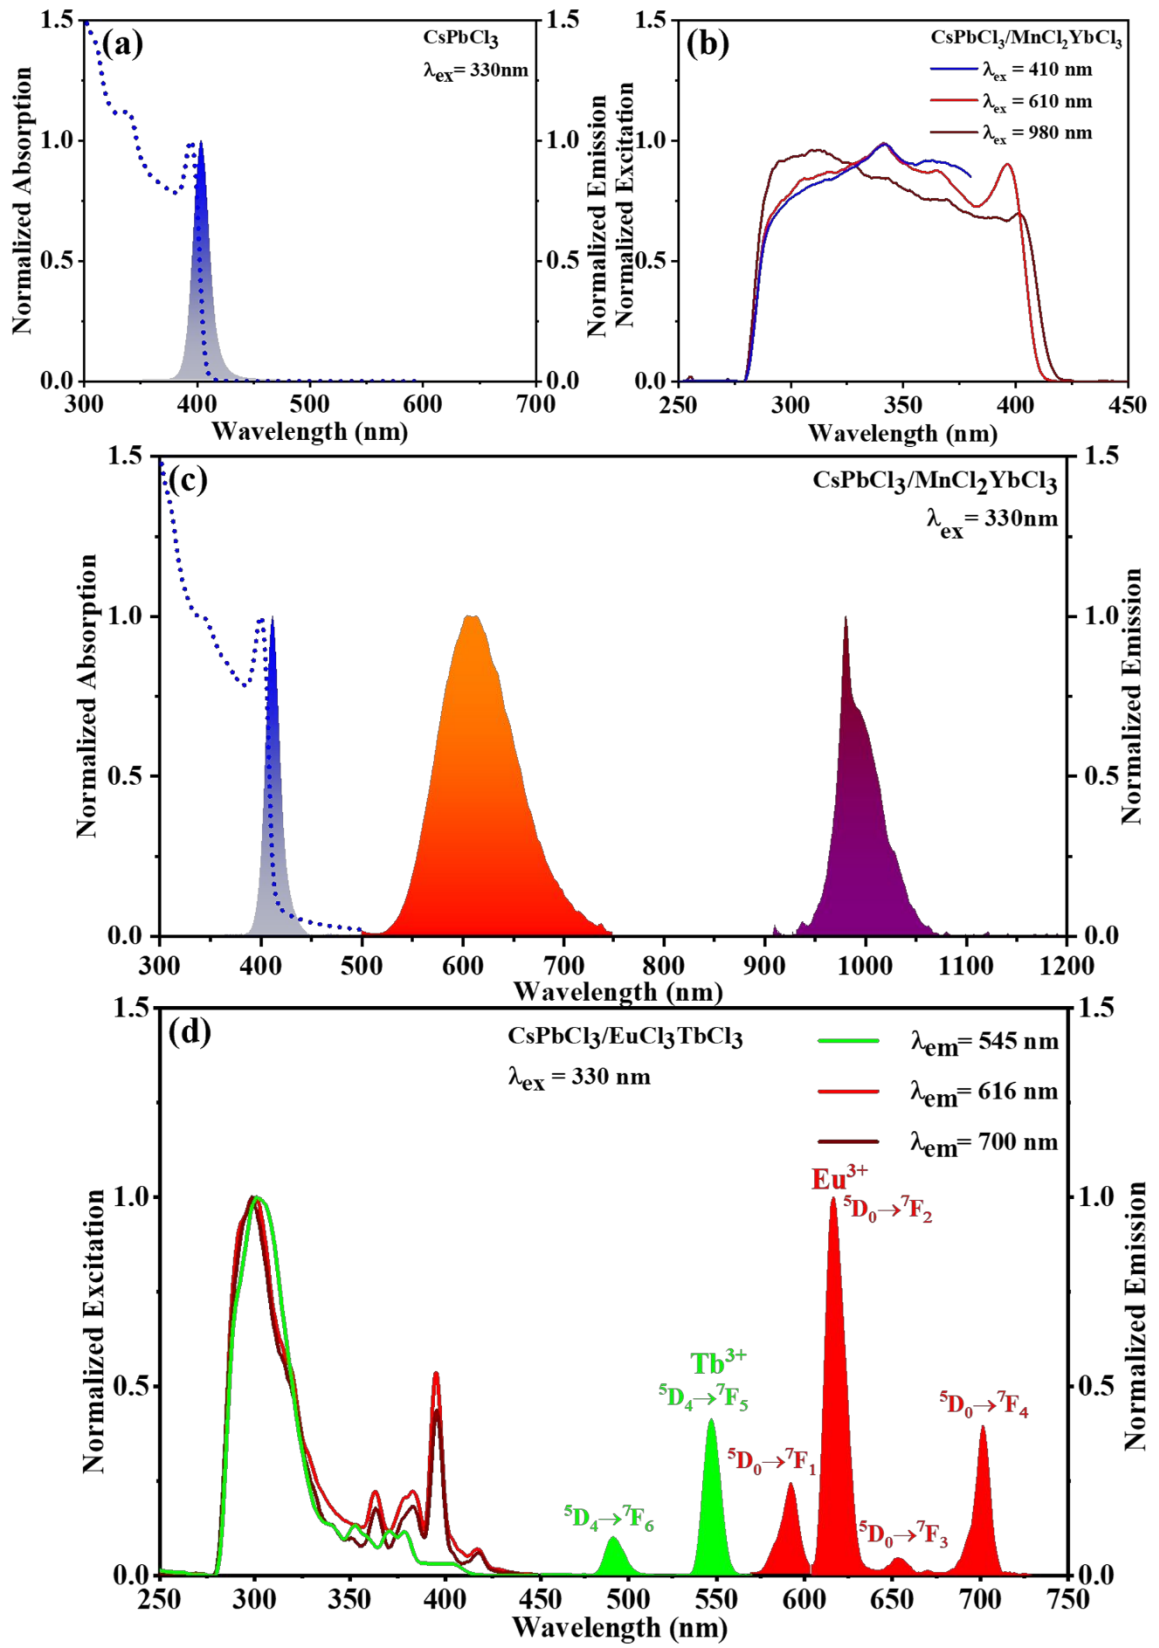 (a)
CsPbCl3
λex= 330nm
1.5
1.0
0.5
0.0
1.5
1.0
0.5
0.0
Normalized Absorption
Normalized Emission
300 400 500 600 700
Wavelength (nm)
(b)
CsPbCl3/MnCl2YbCl3
λex = 410 nm
λex = 610 nm
λex = 980 nm
1.5
1.0
0.5
0.0
Normalized Excitation
250 300 350 400 450
Wavelength (nm)
(c)
CsPbCl3/MnCl2YbCl3
λex= 330nm
1.5
1.0
0.5
0.0
1.5
1.0
0.5
0.0
Normalized Absorption
Normalized Emission
300 400 500 600 700 800 900 1000 1100 1200
Wavelength (nm)
(d)
CsPbCl3/EuCl3TbCl3
λex = 330 nm
λem= 545 nm
λem= 616 nm
λem= 700 nm
1.5
1.0
0.5
0.0
1.5
1.0
0.5
0.0
Normalized Excitation
Normalized Emission
Eu3+
5D0→7F2
Tb3+
5D4→7F5
5D0→7F4
5D0→7F1
5D4→7F6
5D0→7F3
250 300 350 400 450 500 550 600 650 700 750
Wavelength (nm)